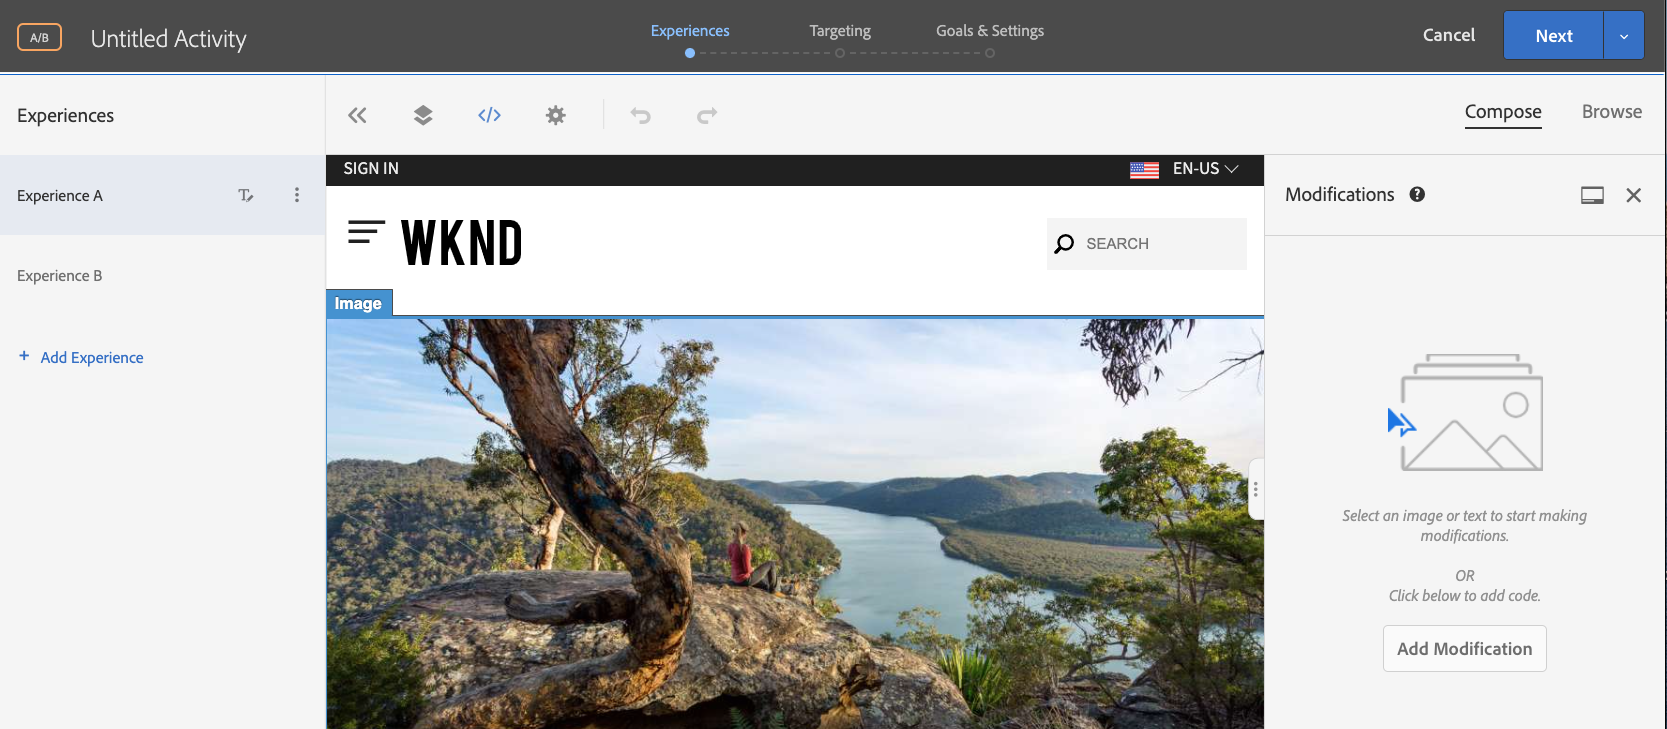 A/B
Untitled Activity
Experiences
Targeting
Goals & Settings
Cancel
Next
Experiences
Compose
Browse
Experience A
Experience B
+ Add Experience
SIGN IN
EN-US
WKND
SEARCH
Image
Modifications
Select an image or text to start making
modifications.
OR
Click below to add code.
Add Modification